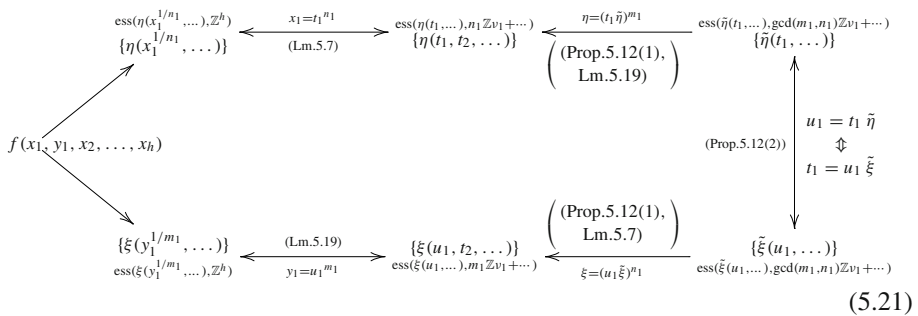 ess(η(x₁^{1/n₁},...),ℤ^h) x₁=t₁^{n₁} ess(η(t₁,...),n₁ℤν₁+···) η=(t₁η̃)^{m₁} ess(η̃(t₁,...),gcd(m₁,n₁)ℤν₁+···)
{η(x₁^{1/n₁}, ...)} (Lm.5.7) {η(t₁, t₂, ...)} {η̃(t₁, ...)}
( (Prop.5.12(1),
Lm.5.19) )
u₁ = t₁ η̃
f(x₁, y₁, x₂, ..., x_h) (Prop.5.12(2)) ⇕
t₁ = u₁ ξ̃
( (Prop.5.12(1),
Lm.5.7) )
{ξ(y₁^{1/m₁}, ...)} (Lm.5.19) {ξ(u₁, t₂, ...)} {ξ̃(u₁, ...)}
ess(ξ(y₁^{1/m₁},...),ℤ^h) y₁=u₁^{m₁} ess(ξ(u₁,...),m₁ℤν₁+···) ξ=(u₁ξ̃)^{n₁} ess(ξ̃(u₁,...),gcd(m₁,n₁)ℤν₁+···)
(5.21)